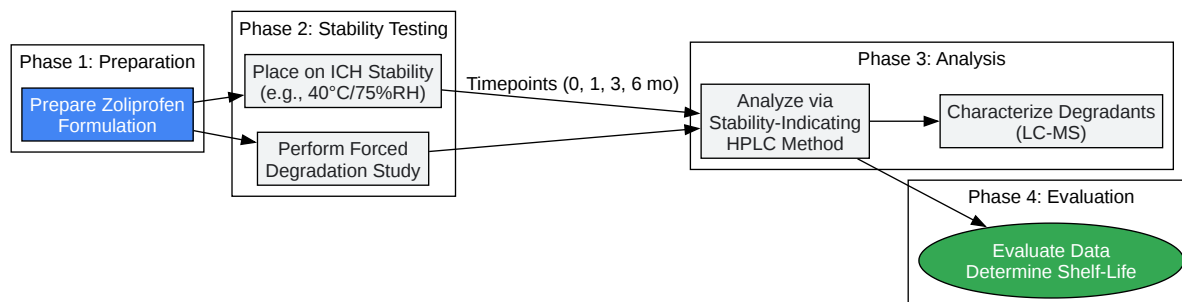 Phase 1: Preparation
Prepare Zoliprofen
Formulation
Phase 2: Stability Testing
Place on ICH Stability
(e.g., 40°C/75%RH)
Perform Forced
Degradation Study
Timepoints (0, 1, 3, 6 mo)
Phase 3: Analysis
Analyze via
Stability-Indicating
HPLC Method
Characterize Degradants
(LC-MS)
Phase 4: Evaluation
Evaluate Data
Determine Shelf-Life